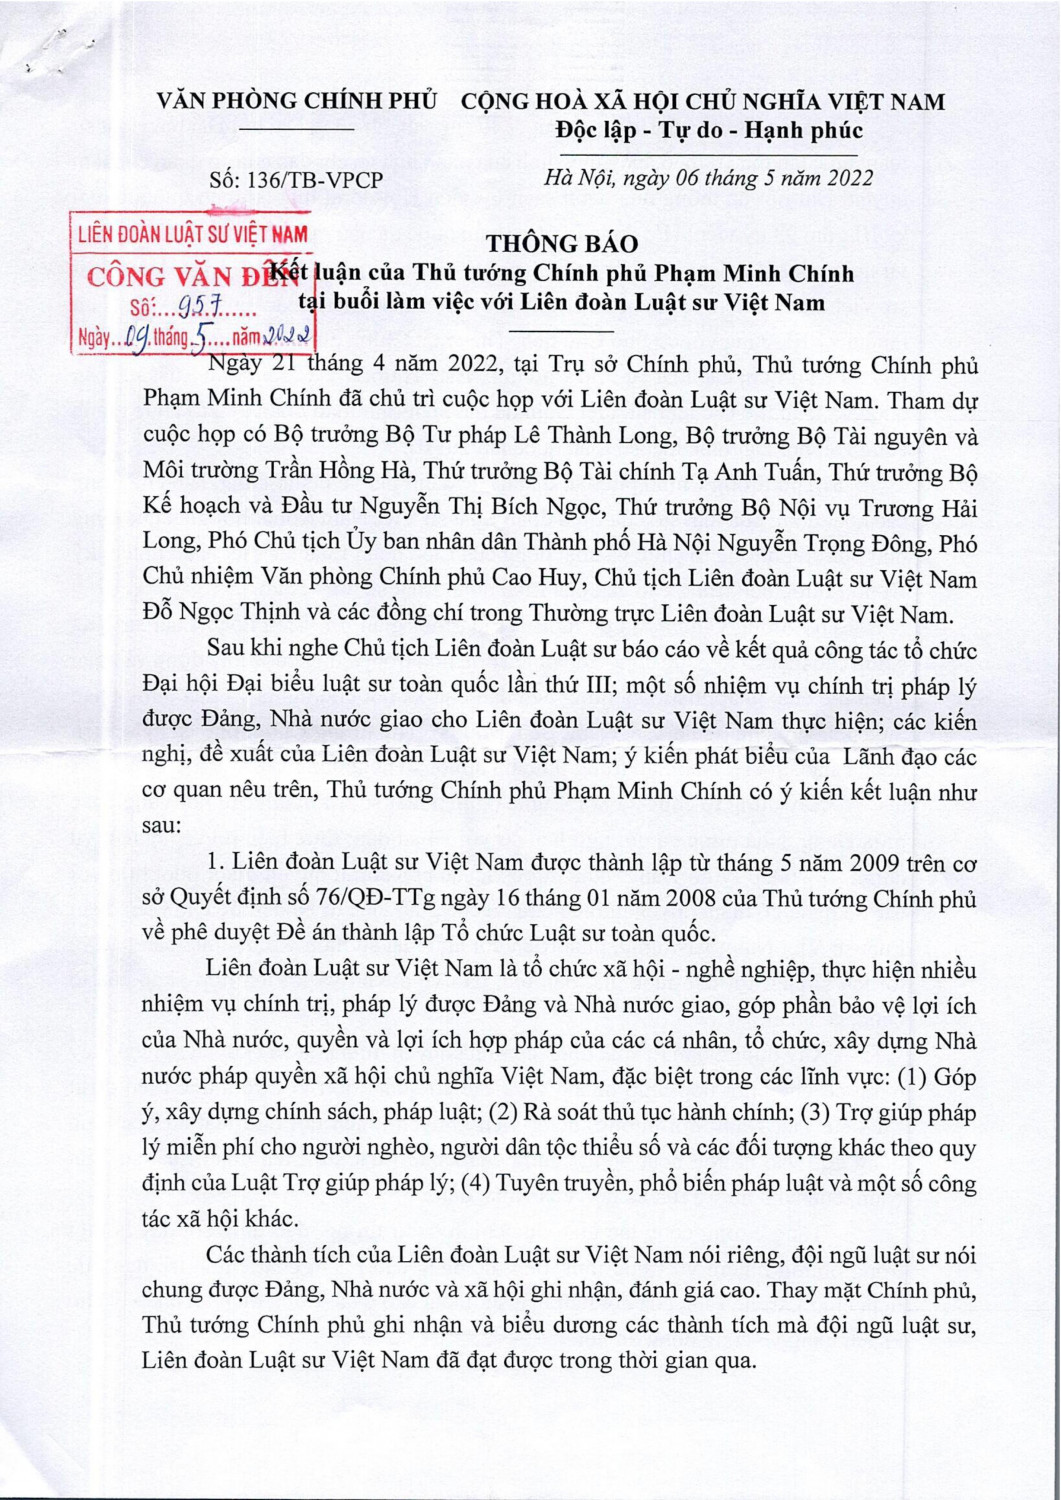 VĂN PHÒNG CHÍNH PHỦ
CỘNG HOÀ XÃ HỘI CHỦ NGHĨA VIỆT NAM
Độc lập - Tự do - Hạnh phúc
Số: 136/TB-VPCP
Hà Nội, ngày 06 tháng 5 năm 2022
LIÊN ĐOÀN LUẬT SƯ VIỆT NAM
CÔNG VĂN ĐẾN
Số:...957.......
Ngày..09.tháng.5....năm.2022
THÔNG BÁO
Kết luận của Thủ tướng Chính phủ Phạm Minh Chính
tại buổi làm việc với Liên đoàn Luật sư Việt Nam
Ngày 21 tháng 4 năm 2022, tại Trụ sở Chính phủ, Thủ tướng Chính phủ
Phạm Minh Chính đã chủ trì cuộc họp với Liên đoàn Luật sư Việt Nam. Tham dự
cuộc họp có Bộ trưởng Bộ Tư pháp Lê Thành Long, Bộ trưởng Bộ Tài nguyên và
Môi trường Trần Hồng Hà, Thứ trưởng Bộ Tài chính Tạ Anh Tuấn, Thứ trưởng Bộ
Kế hoạch và Đầu tư Nguyễn Thị Bích Ngọc, Thứ trưởng Bộ Nội vụ Trương Hải
Long, Phó Chủ tịch Ủy ban nhân dân Thành phố Hà Nội Nguyễn Trọng Đông, Phó
Chủ nhiệm Văn phòng Chính phủ Cao Huy, Chủ tịch Liên đoàn Luật sư Việt Nam
Đỗ Ngọc Thịnh và các đồng chí trong Thường trực Liên đoàn Luật sư Việt Nam.
Sau khi nghe Chủ tịch Liên đoàn Luật sư báo cáo về kết quả công tác tổ chức
Đại hội Đại biểu luật sư toàn quốc lần thứ III; một số nhiệm vụ chính trị pháp lý
được Đảng, Nhà nước giao cho Liên đoàn Luật sư Việt Nam thực hiện; các kiến
nghị, đề xuất của Liên đoàn Luật sư Việt Nam; ý kiến phát biểu của Lãnh đạo các
cơ quan nêu trên, Thủ tướng Chính phủ Phạm Minh Chính có ý kiến kết luận như
sau:
1. Liên đoàn Luật sư Việt Nam được thành lập từ tháng 5 năm 2009 trên cơ
sở Quyết định số 76/QĐ-TTg ngày 16 tháng 01 năm 2008 của Thủ tướng Chính phủ
về phê duyệt Đề án thành lập Tổ chức Luật sư toàn quốc.
Liên đoàn Luật sư Việt Nam là tổ chức xã hội - nghề nghiệp, thực hiện nhiều
nhiệm vụ chính trị, pháp lý được Đảng và Nhà nước giao, góp phần bảo vệ lợi ích
của Nhà nước, quyền và lợi ích hợp pháp của các cá nhân, tổ chức, xây dựng Nhà
nước pháp quyền xã hội chủ nghĩa Việt Nam, đặc biệt trong các lĩnh vực: (1) Góp
ý, xây dựng chính sách, pháp luật; (2) Rà soát thủ tục hành chính; (3) Trợ giúp pháp
lý miễn phí cho người nghèo, người dân tộc thiểu số và các đối tượng khác theo quy
định của Luật Trợ giúp pháp lý; (4) Tuyên truyền, phổ biến pháp luật và một số công
tác xã hội khác.
Các thành tích của Liên đoàn Luật sư Việt Nam nói riêng, đội ngũ luật sư nói
chung được Đảng, Nhà nước và xã hội ghi nhận, đánh giá cao. Thay mặt Chính phủ,
Thủ tướng Chính phủ ghi nhận và biểu dương các thành tích mà đội ngũ luật sư,
Liên đoàn Luật sư Việt Nam đã đạt được trong thời gian qua.